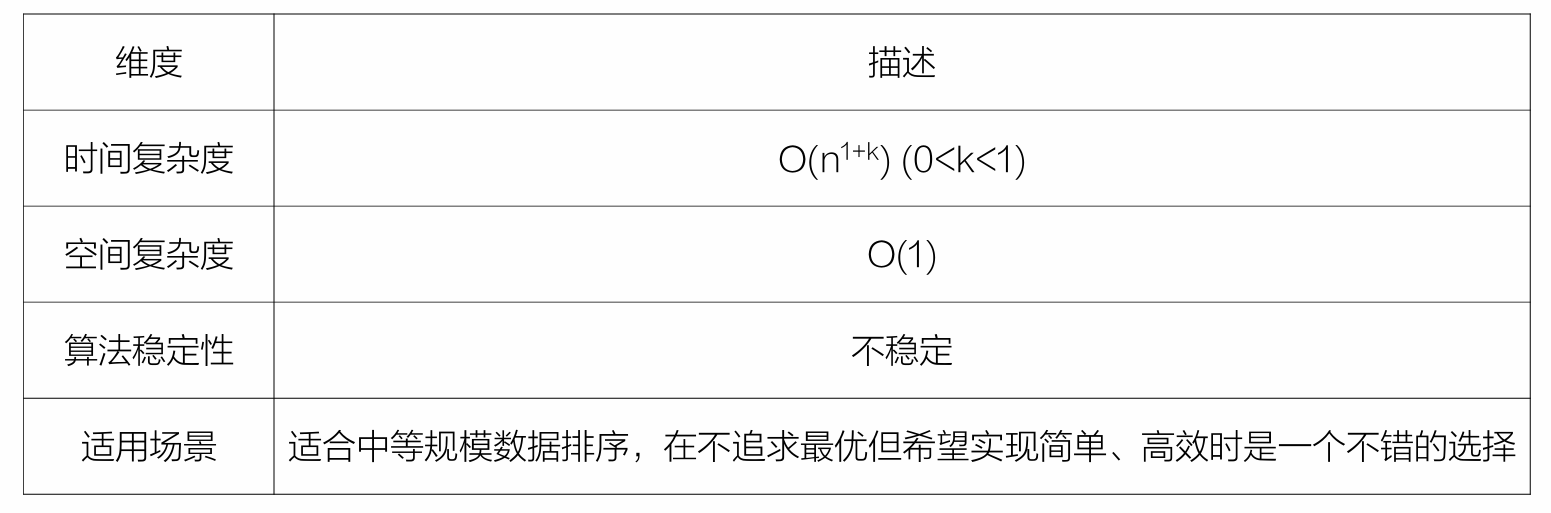 维度 描述
时间复杂度 O(n¹⁺ᵏ) (0<k<1)
空间复杂度 O(1)
算法稳定性 不稳定
适用场景 适合中等规模数据排序，在不追求最优但希望实现简单、高效时是一个不错的选择